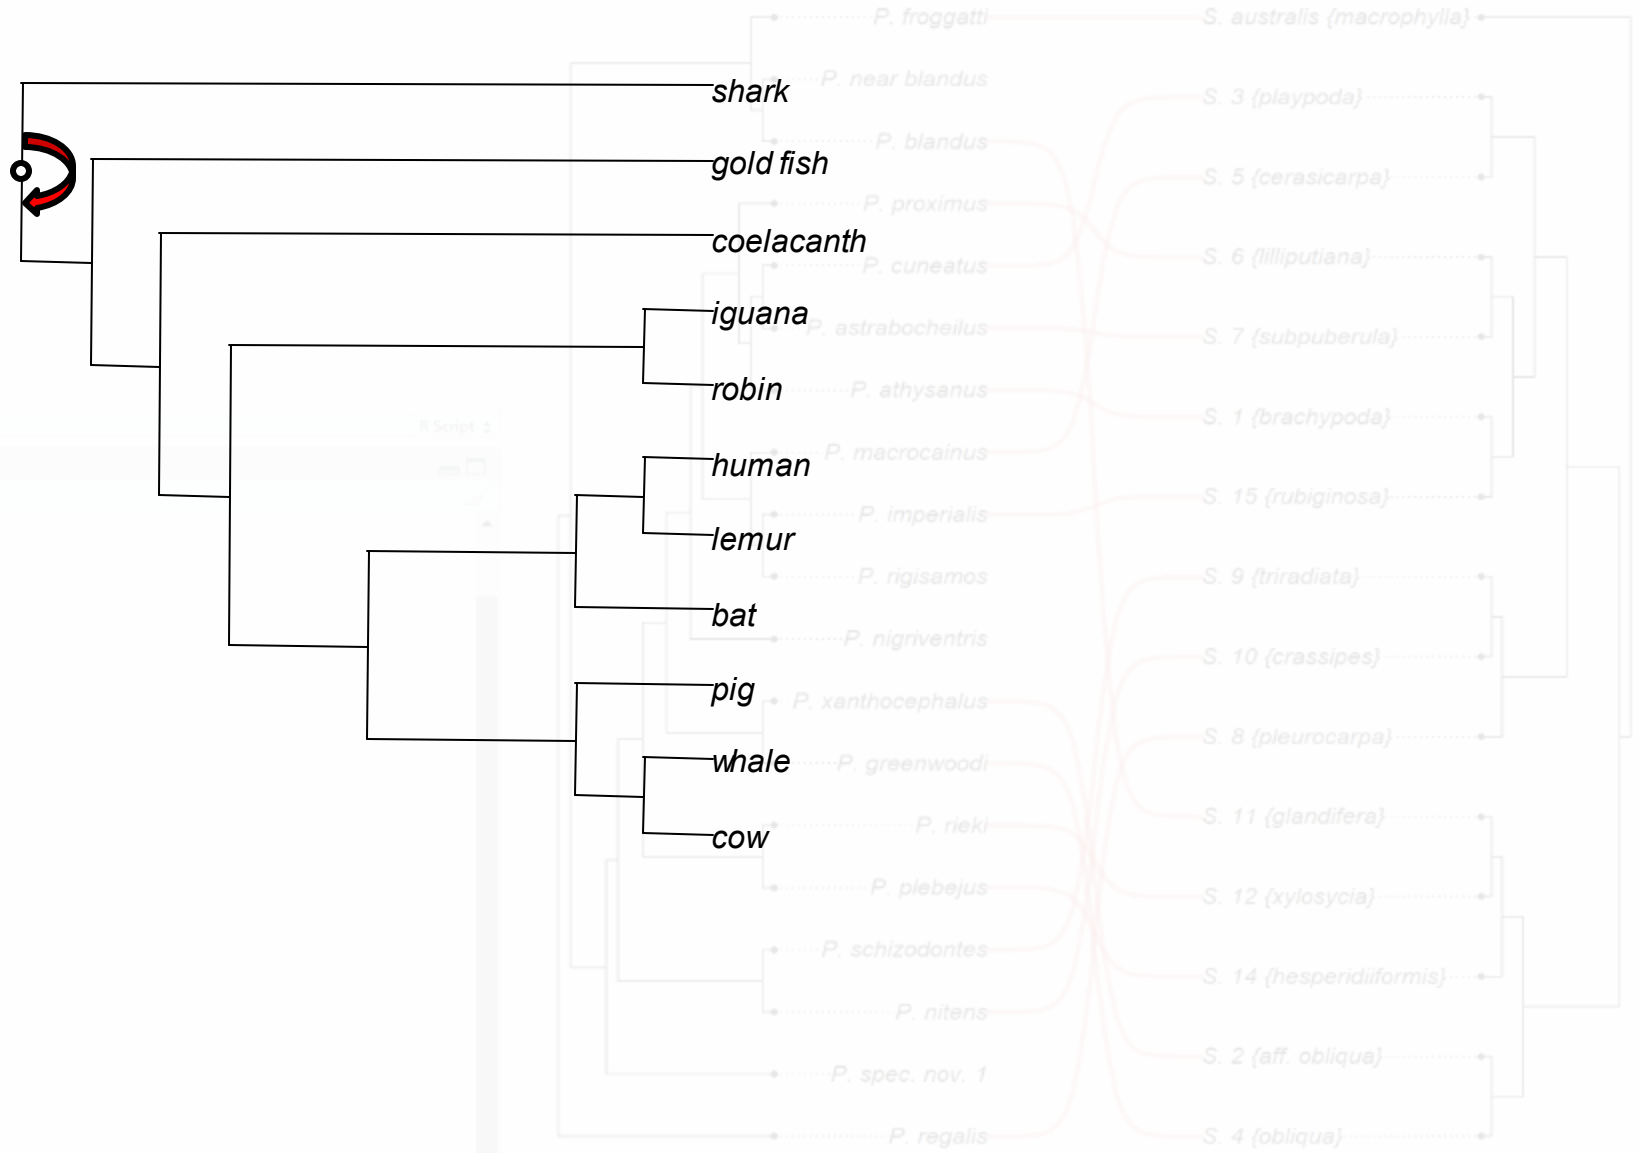 shark
gold fish
coelacanth
iguana
robin
human
lemur
bat
pig
whale
cow
R Script
P. froggatti
P. near blandus
P. blandus
P. proximus
P. cuneatus
P. astrabocheilus
P. athysanus
P. macrocainus
P. imperialis
P. rigisamos
P. nigriventris
P. xanthocephalus
P. greenwoodi
P. rieki
P. plebejus
P. schizodontes
P. nitens
P. spec. nov. 1
P. regalis
S. australis {macrophylla}
S. 3 {playpoda}
S. 5 {cerasicarpa}
S. 6 {lilliputiana}
S. 7 {subpuberula}
S. 1 {brachypoda}
S. 15 {rubiginosa}
S. 9 {triradiata}
S. 10 {crassipes}
S. 8 {pleurocarpa}
S. 11 {glandifera}
S. 12 {xylosycia}
S. 14 {hesperidiiformis}
S. 2 {aff. obliqua}
S. 4 {obliqua}